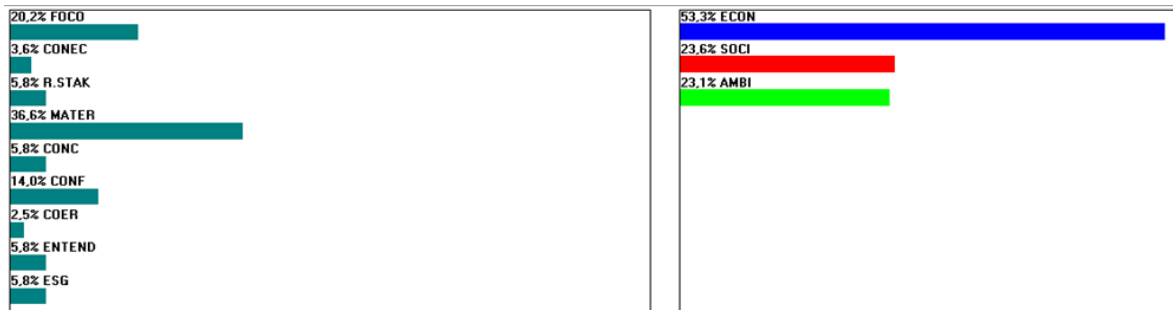 20,2% FOCO
3,6% CONEC
5,8% R.STAK
36,6% MATER
5,8% CONC
14,0% CONF
2,5% COER
5,8% ENTEND
5,8% ESG
53,3% ECON
23,6% SOCI
23,1% AMBI